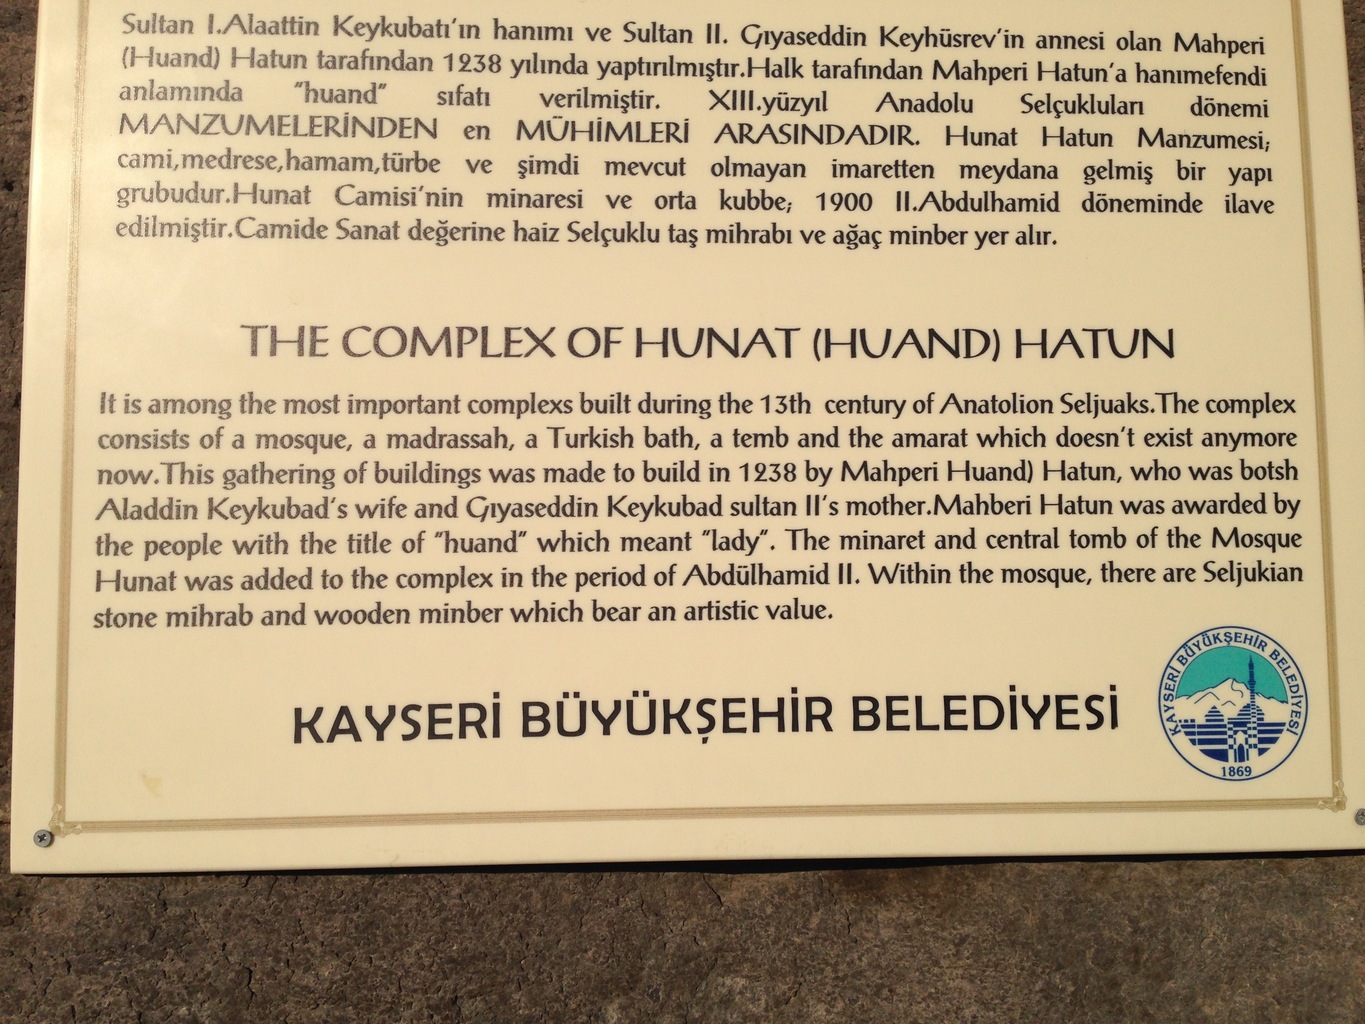 Sultan I.Alaattin Keykubatı'ın hanımı ve Sultan II. Gıyaseddin Keyhüsrev'in annesi olan Mahperi
(Huand) Hatun tarafından 1238 yılında yaptırılmıştır.Halk tarafından Mahperi Hatun'a hanımefendi
anlamında "huand" sıfatı verilmiştir. XIII.yüzyıl Anadolu Selçukluları dönemi
MANZUMELERİNDEN en MÜHİMLERİ ARASINDADIR. Hunat Hatun Manzumesi;
cami,medrese,hamam,türbe ve şimdi mevcut olmayan imaretten meydana gelmiş bir yapı
grubudur.Hunat Camisi'nin minaresi ve orta kubbe; 1900 II.Abdulhamid döneminde ilave
edilmiştir.Camide Sanat değerine haiz Selçuklu taş mihrabı ve ağaç minber yer alır.
THE COMPLEX OF HUNAT (HUAND) HATUN
It is among the most important complexs built during the 13th century of Anatolion Seljuaks.The complex
consists of a mosque, a madrassah, a Turkish bath, a temb and the amarat which doesn't exist anymore
now.This gathering of buildings was made to build in 1238 by Mahperi Huand) Hatun, who was botsh
Aladdin Keykubad's wife and Gıyaseddin Keykubad sultan II's mother.Mahberi Hatun was awarded by
the people with the title of "huand" which meant "lady". The minaret and central tomb of the Mosque
Hunat was added to the complex in the period of Abdülhamid II. Within the mosque, there are Seljukian
stone mihrab and wooden minber which bear an artistic value.
KAYSERİ BÜYÜKŞEHİR BELEDİYESİ
KAYSERİ BÜYÜKŞEHİR BELEDİYESİ
1869